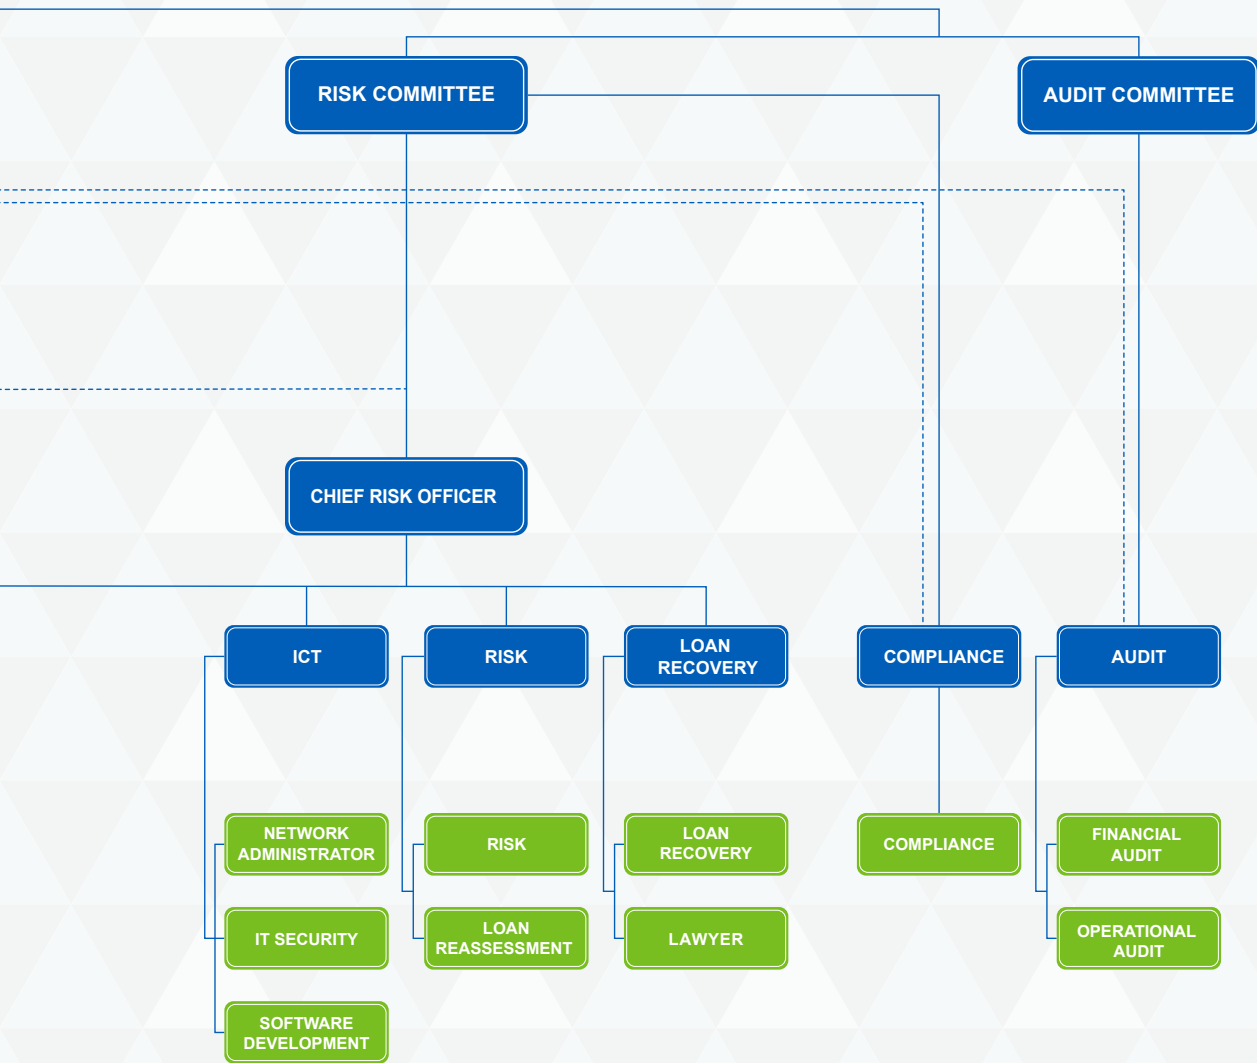 RISK COMMITTEE
AUDIT COMMITTEE
CHIEF RISK OFFICER
ICT
RISK
LOAN
RECOVERY
COMPLIANCE
AUDIT
NETWORK
ADMINISTRATOR
RISK
LOAN
RECOVERY
COMPLIANCE
FINANCIAL
AUDIT
IT SECURITY
LOAN
REASSESSMENT
LAWYER
OPERATIONAL
AUDIT
SOFTWARE
DEVELOPMENT